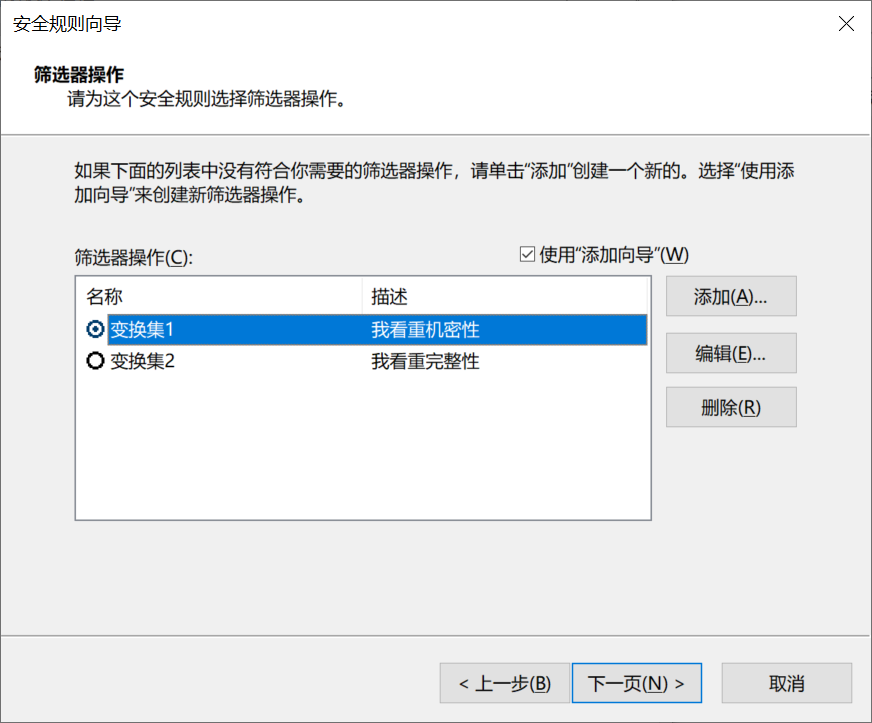 安全规则向导
筛选器操作
请为这个安全规则选择筛选器操作。
如果下面的列表中没有符合你需要的筛选器操作，请单击“添加”创建一个新的。选择“使用添
加向导”来创建新筛选器操作。
筛选器操作(C):
使用“添加向导”(W)
名称 描述
添加(A)...
变换集1 我看重机密性
变换集2 我看重完整性
编辑(E)...
删除(R)
< 上一步(B)
下一页(N) >
取消